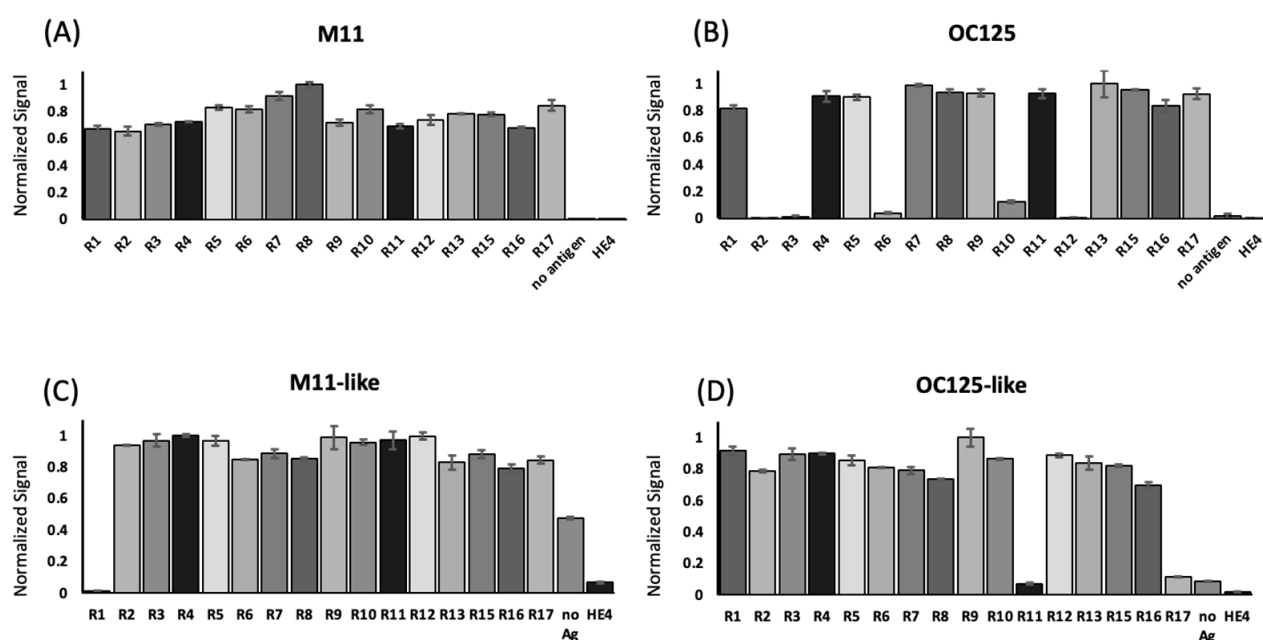 (A)
M11
Normalized Signal
1
0.8
0.6
0.4
0.2
0
R1 R2 R3 R4 R5 R6 R7 R8 R9 R10 R11 R12 R13 R15 R16 R17 no antigen HE4
(B)
OC125
Normalized Signal
1
0.8
0.6
0.4
0.2
0
R1 R2 R3 R4 R5 R6 R7 R8 R9 R10 R11 R12 R13 R15 R16 R17 no antigen HE4
(C)
M11-like
Normalized Signal
1
0.8
0.6
0.4
0.2
0
R1 R2 R3 R4 R5 R6 R7 R8 R9 R10 R11 R12 R13 R15 R16 R17 no HE4
Ag
(D)
OC125-like
Normalized Signal
1
0.8
0.6
0.4
0.2
0
R1 R2 R3 R4 R5 R6 R7 R8 R9 R10 R11 R12 R13 R15 R16 R17 no HE4
Ag